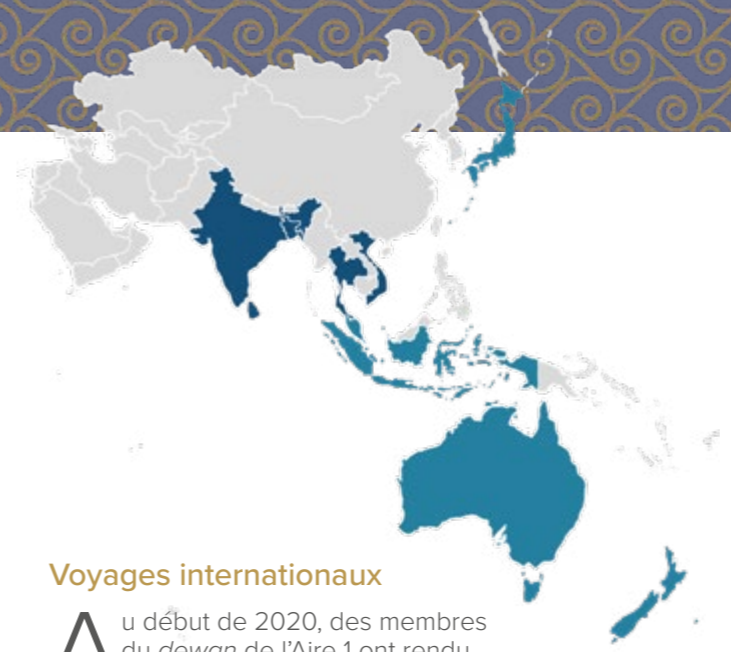 Voyages internationaux
Au début de 2020, des membres
du dewan de l’Aire 1 ont rendu